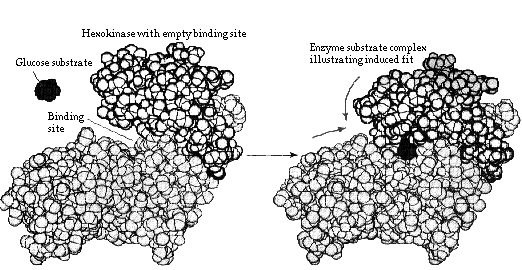 Hexokinase with empty binding site
Glucose substrate
Binding
site
Enzyme substrate complex
illustrating induced fit